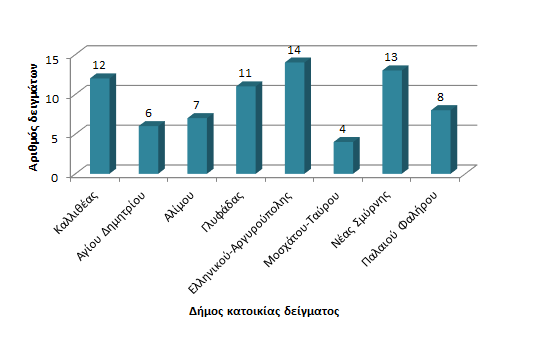 Αριθμός δειγμάτων
15
10
5
0
12
6
7
11
14
4
13
8
Καλλιθέας
Αγίου Δημητρίου
Αλίμου
Γλυφάδας
Ελληνικού-Αργυρούπολης
Μοσχάτου-Ταύρου
Νέας Σμύρνης
Παλαιού Φαλήρου
Δήμος κατοικίας δείγματος